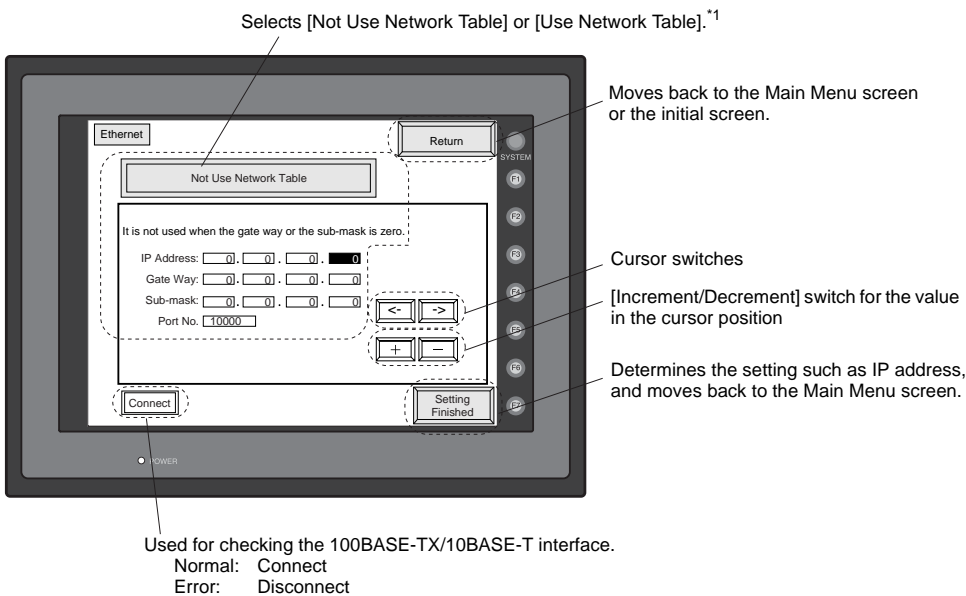 Selects [Not Use Network Table] or [Use Network Table].*1
Moves back to the Main Menu screen
or the initial screen.
Ethernet
Return
SYSTEM
Not Use Network Table
F1
F2
It is not used when the gate way or the sub-mask is zero.
IP Address: 0. 0. 0. 0
F3
Cursor switches
Gate Way: 0. 0. 0. 0
F4
[Increment/Decrement] switch for the value
in the cursor position
Sub-mask: 0. 0. 0. 0
<- ->
Port No. 10000
F5
+ −
F6
Determines the setting such as IP address,
and moves back to the Main Menu screen.
Connect
Setting
Finished
F7
POWER
Used for checking the 100BASE-TX/10BASE-T interface.
Normal: Connect
Error: Disconnect